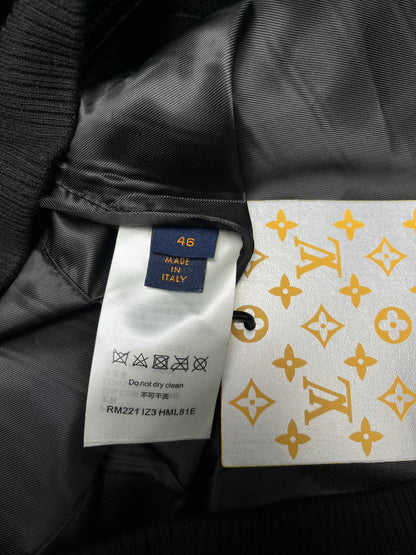 46
MADE
IN
ITALY
Do not dry clean
不可干洗
RM221 IZ3 HML81E